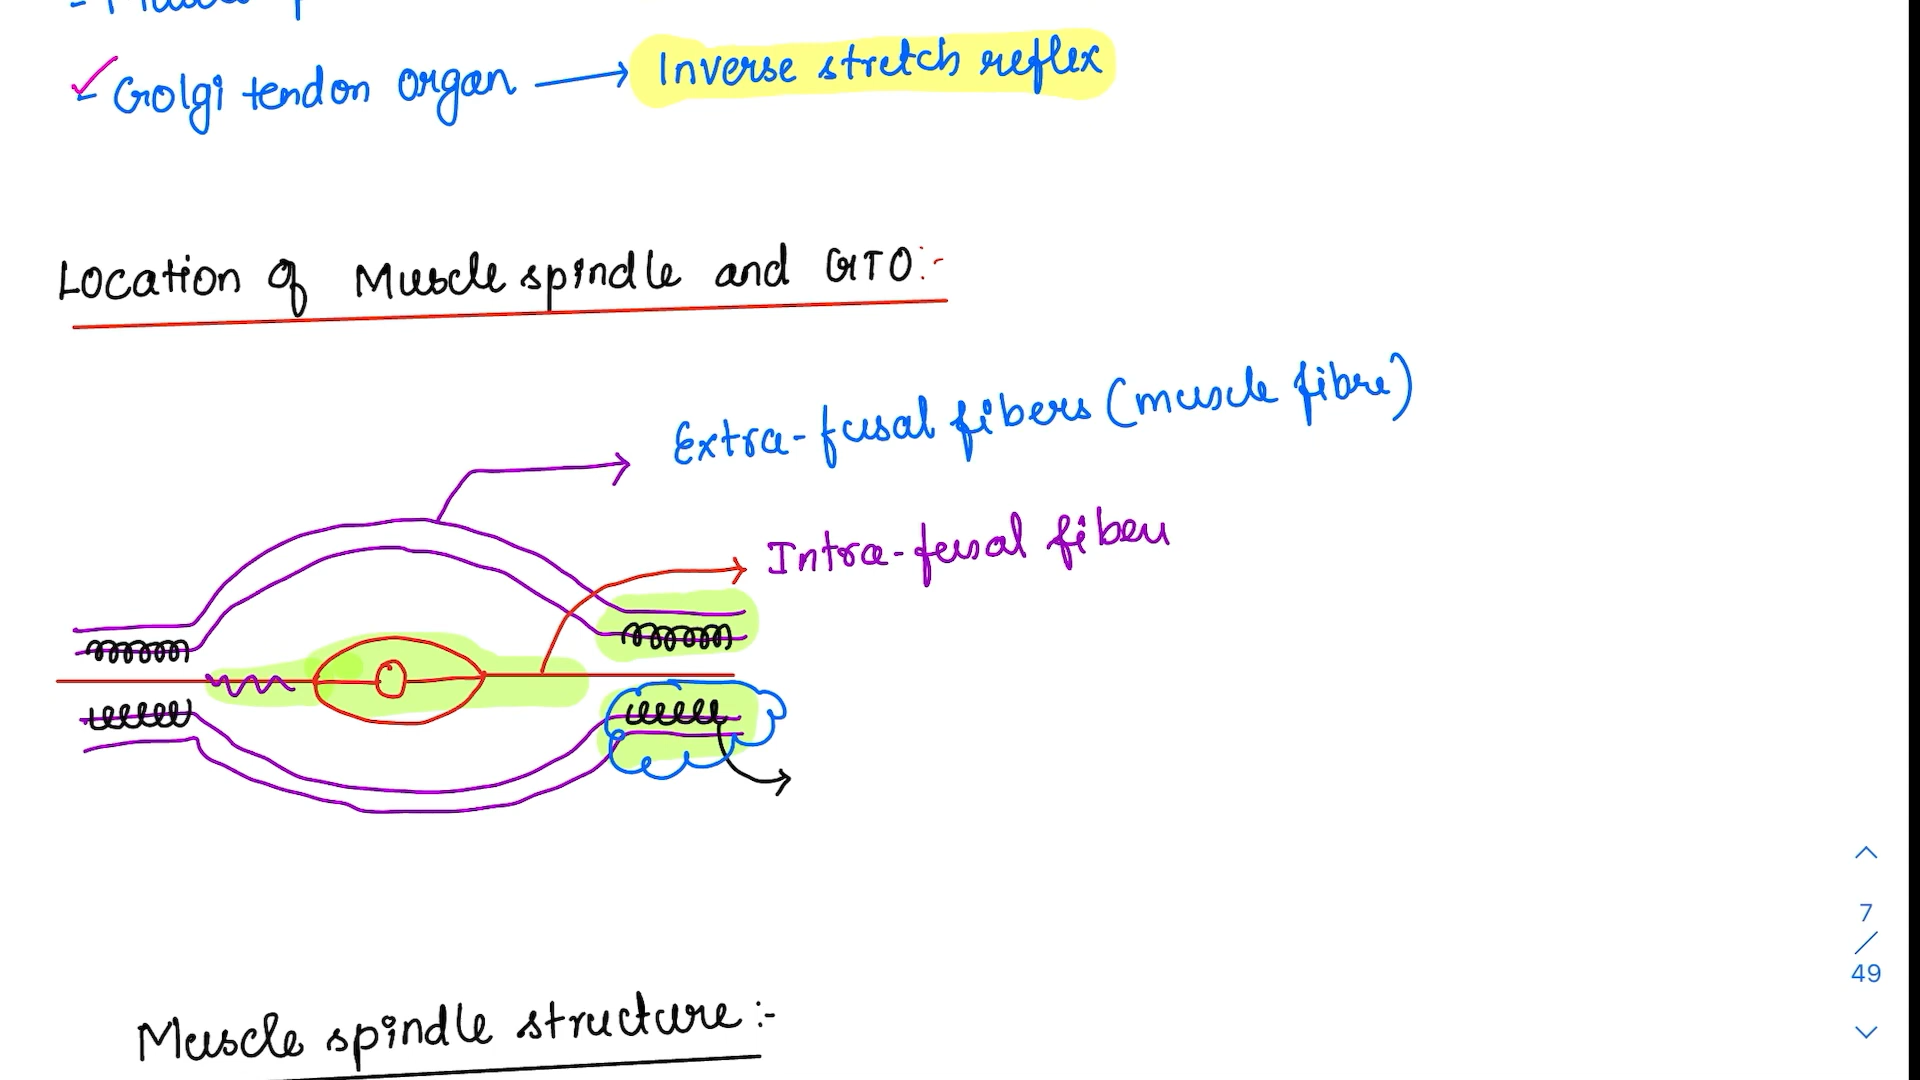 Golgi tendon organ → Inverse stretch reflex
Location of Muscle spindle and GTO:-
Extra-fusal fibers (muscle fibre)
Intra-fusal fiber
7
/
49
Muscle spindle structure:-